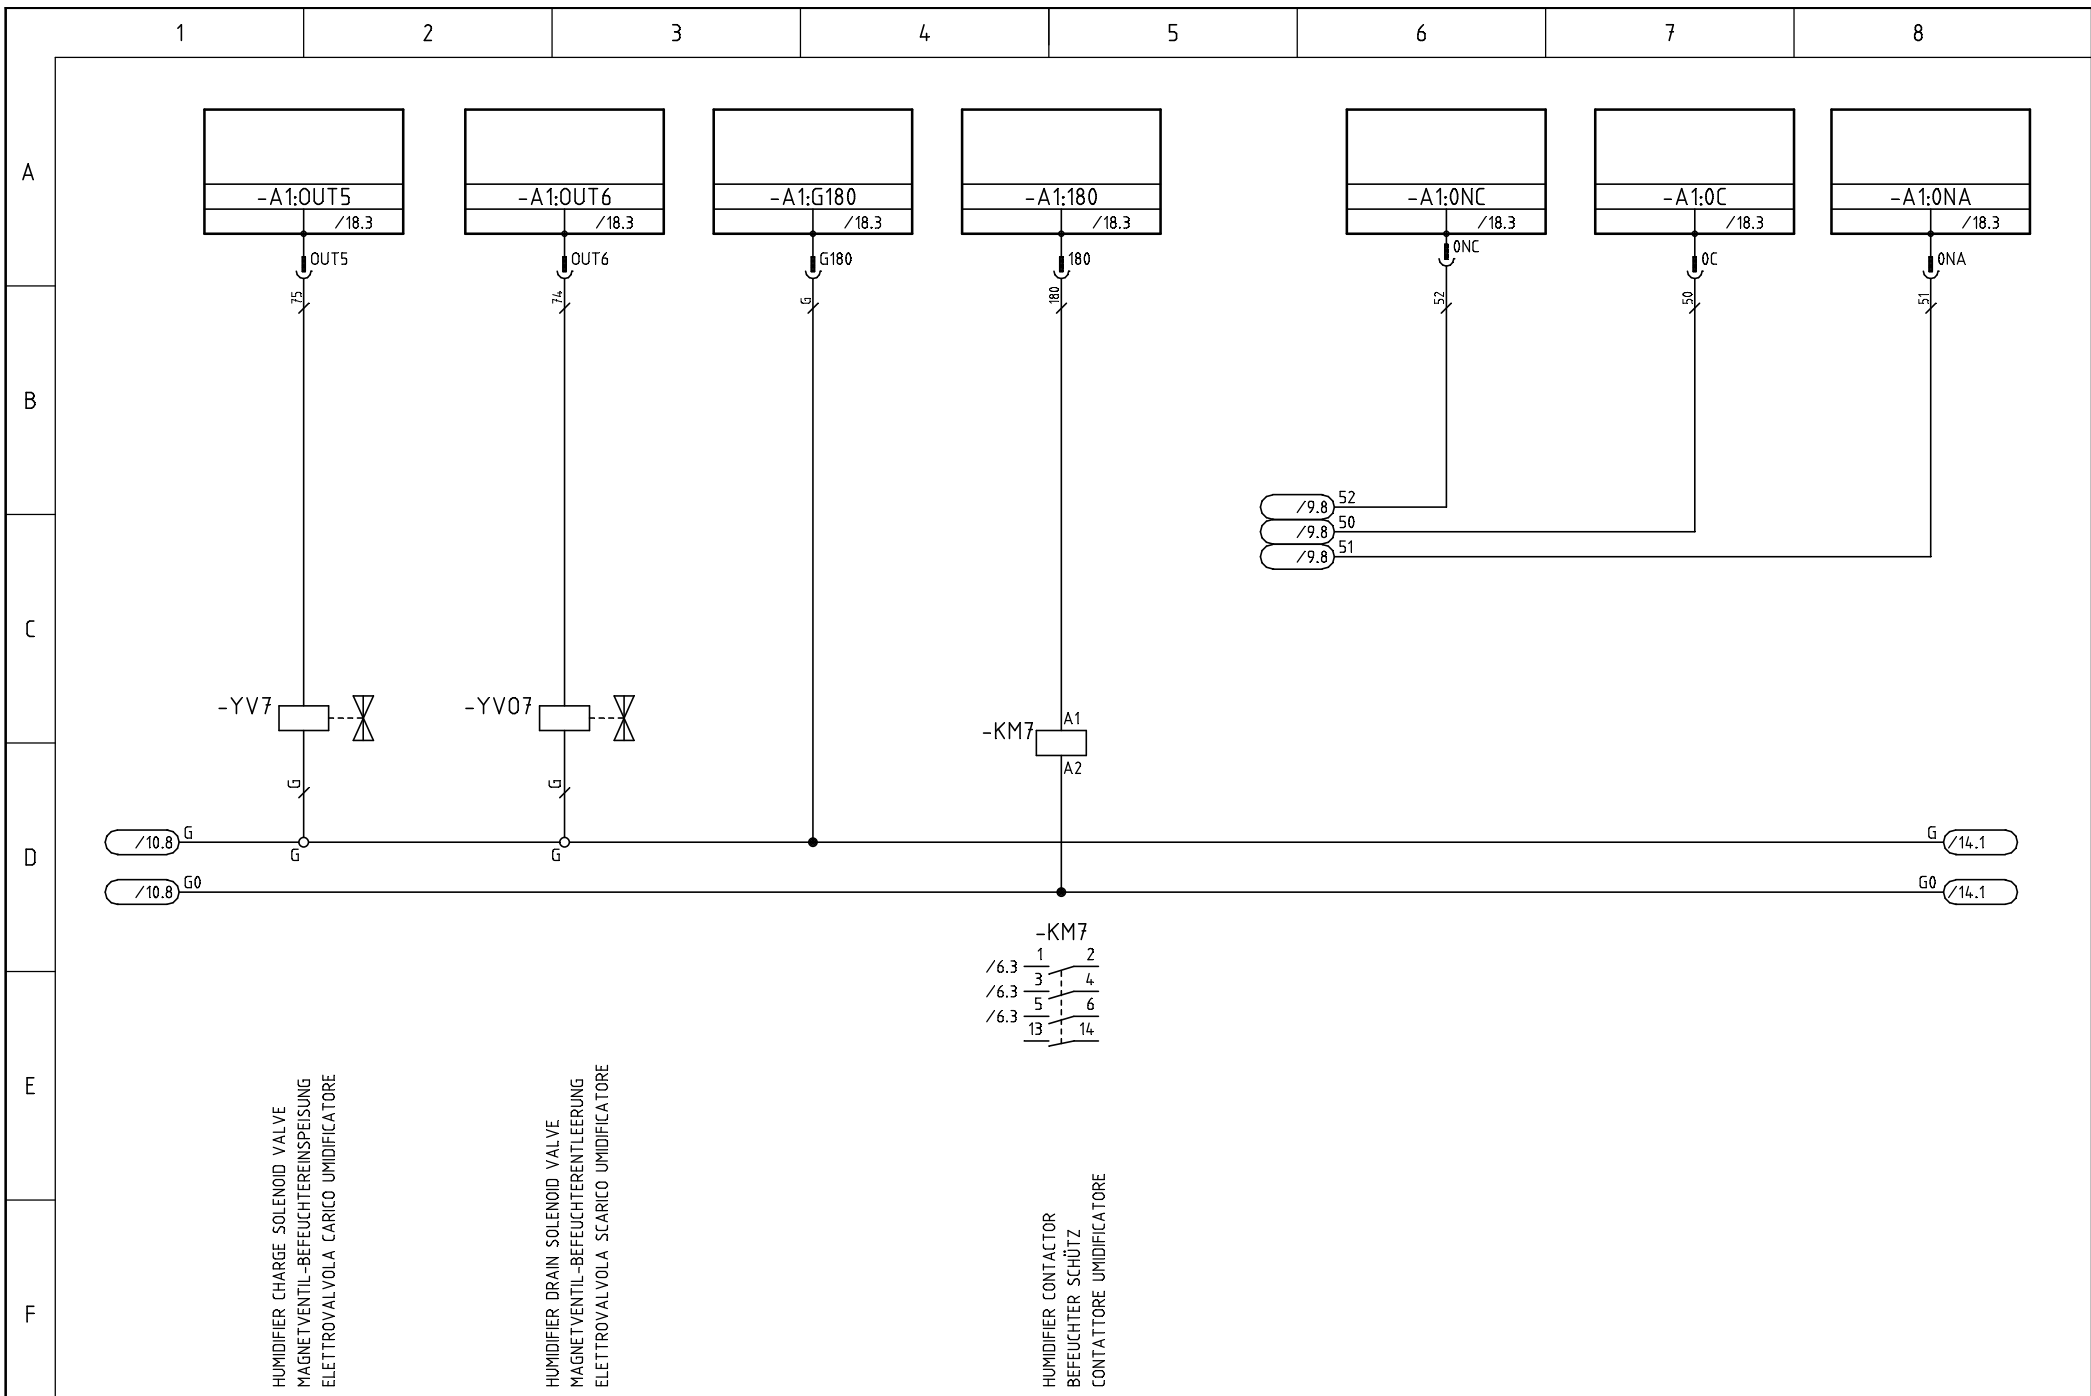 1 2 3 4 5 6 7 8
A
-A1:OUT5 -A1:OUT6 -A1:G180 -A1:180 -A1:0NC -A1:0C -A1:0NA
/18.3 /18.3 /18.3 /18.3 /18.3 /18.3 /18.3
OUT5 OUT6 G180 180 0NC 0C 0NA
75 74 G 180 52 50 51
B
/9.8 52
/9.8 50
/9.8 51
C
-YV7 -YV07
-KM7 A1
A2
G G
D
/10.8 G G /14.1
G G
/10.8 G0 G0 /14.1
-KM7
/6.3 1 2
/6.3 3 4
/6.3 5 6
13 14
E
F
HUMIDIFIER CHARGE SOLENOID VALVE
MAGNETVENTIL-BEFEUCHTEREINSPEISUNG
ELETTROVALVOLA CARICO UMIDIFICATORE
HUMIDIFIER DRAIN SOLENOID VALVE
MAGNETVENTIL-BEFEUCHTERENTLEERUNG
ELETTROVALVOLA SCARICO UMIDIFICATORE
HUMIDIFIER CONTACTOR
BEFEUCHTER SCHÜTZ
CONTATTORE UMIDIFICATORE